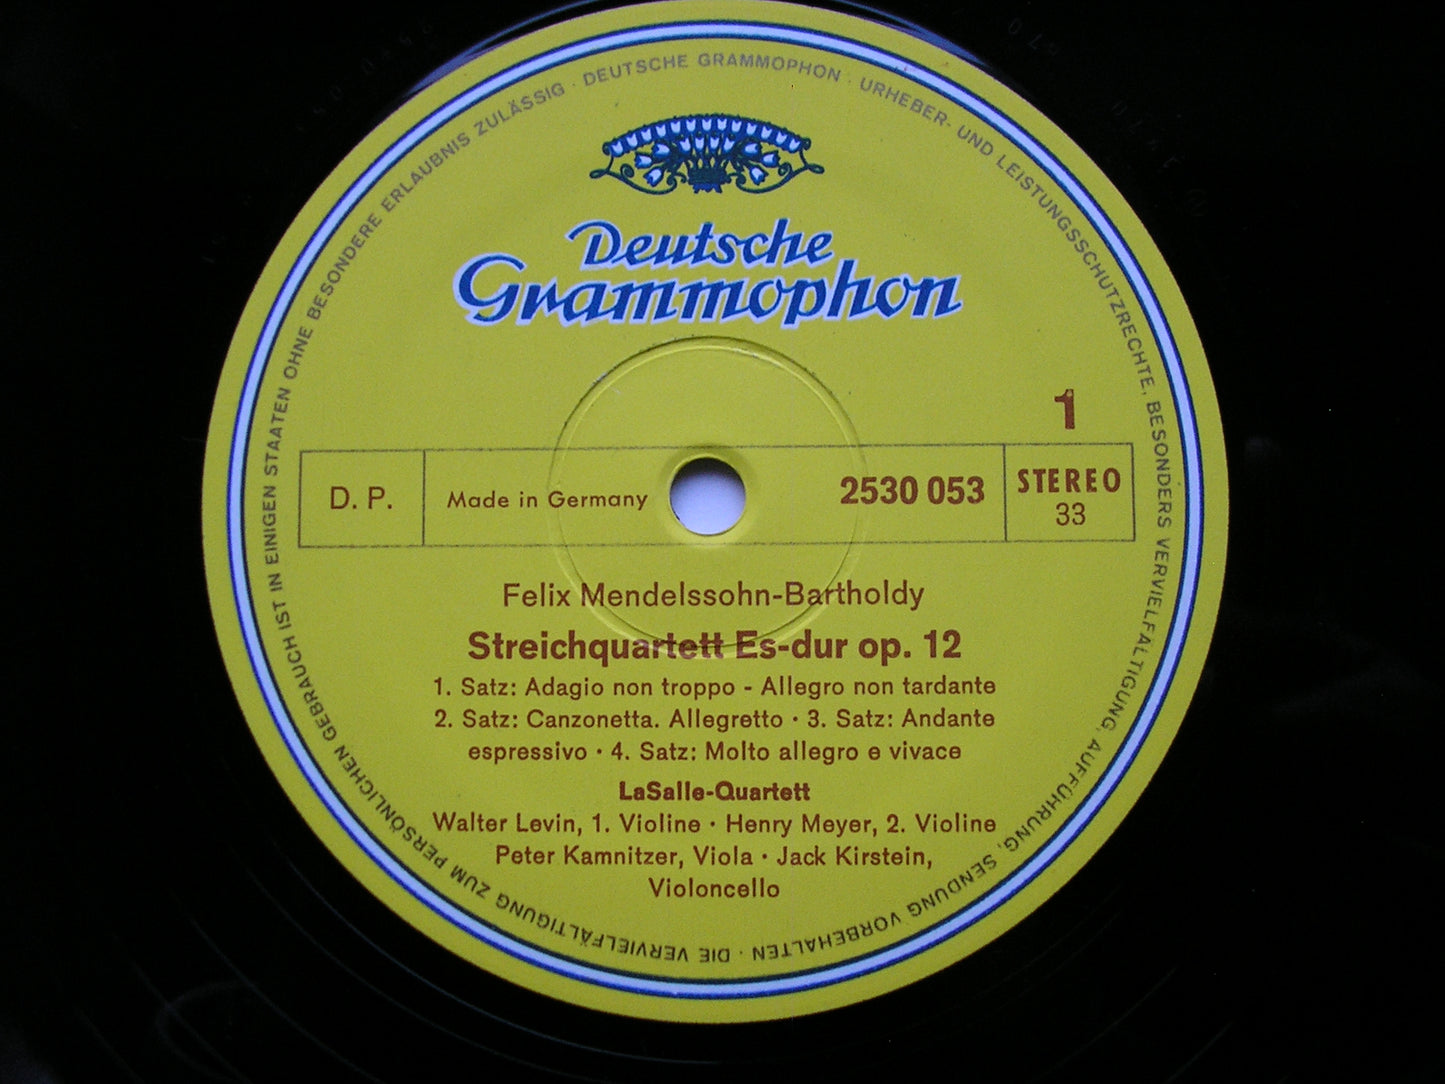 DEUTSCHE GRAMMOPHON · URHEBER- UND LEISTUNGSSCHUTZRECHTE, BESONDERS VERVIELFÄLTIGUNG, AUFFÜHRUNG, SENDUNG VORBEHALTEN · DIE VERVIELFÄLTIGUNG ZUM PERSÖNLICHEN GEBRAUCH IST IN EINIGEN STAATEN OHNE BESONDERE ERLAUBNIS ZULÄSSIG ·
Deutsche
Grammophon
1
D. P.
Made in Germany
2530 053
STEREO
33
Felix Mendelssohn-Bartholdy
Streichquartett Es-dur op. 12
1. Satz: Adagio non troppo - Allegro non tardante
2. Satz: Canzonetta. Allegretto · 3. Satz: Andante
espressivo · 4. Satz: Molto allegro e vivace
LaSalle-Quartett
Walter Levin, 1. Violine · Henry Meyer, 2. Violine
Peter Kamnitzer, Viola · Jack Kirstein,
Violoncello